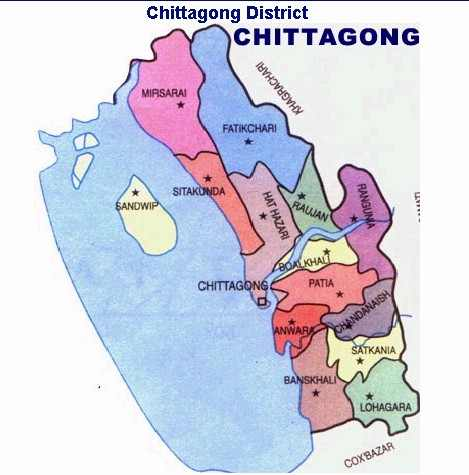 Chittagong District
CHITTAGONG
KHAGRACHARI
MIRSARAI
FATIKCHARI
SITAKUNDA
SANDWIP
HAT HAZARI
RAUJAN
RANGUNIA
BOALKHALI
CHITTAGONG
PATIA
CHANDANAISH
ANWARA
SATKANIA
BANSKHALI
LOHAGARA
COX'BAZAR